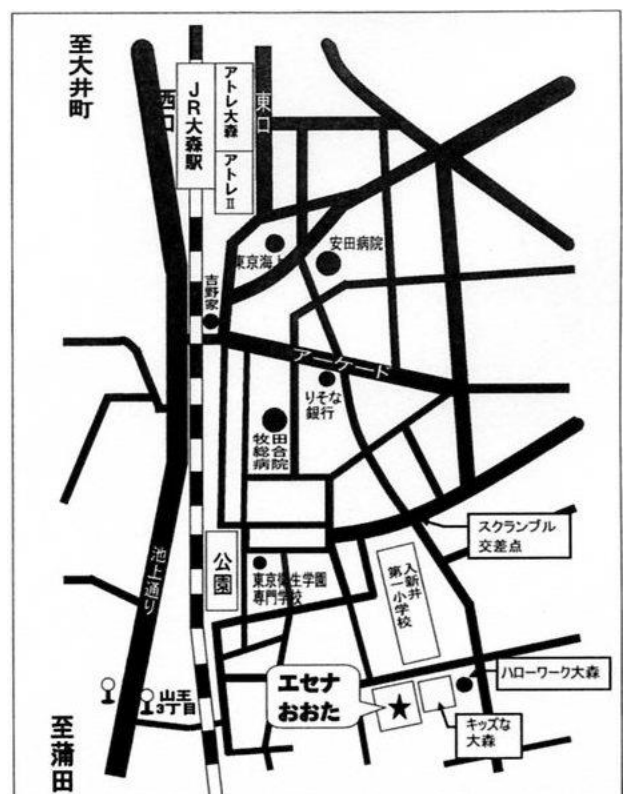 至大井町
西口
JR大森駅
アトレ大森
アトレⅡ
東口
東京海上
安田病院
吉野家
アーケード
りそな
銀行
牧田
総合
病院
スクランブル
交差点
池上通り
公園
東京衛生学園
専門学校
入新井
第一小学校
ハローワーク大森
エセナ
おおた
キッズな
大森
山王
3丁目
至蒲田